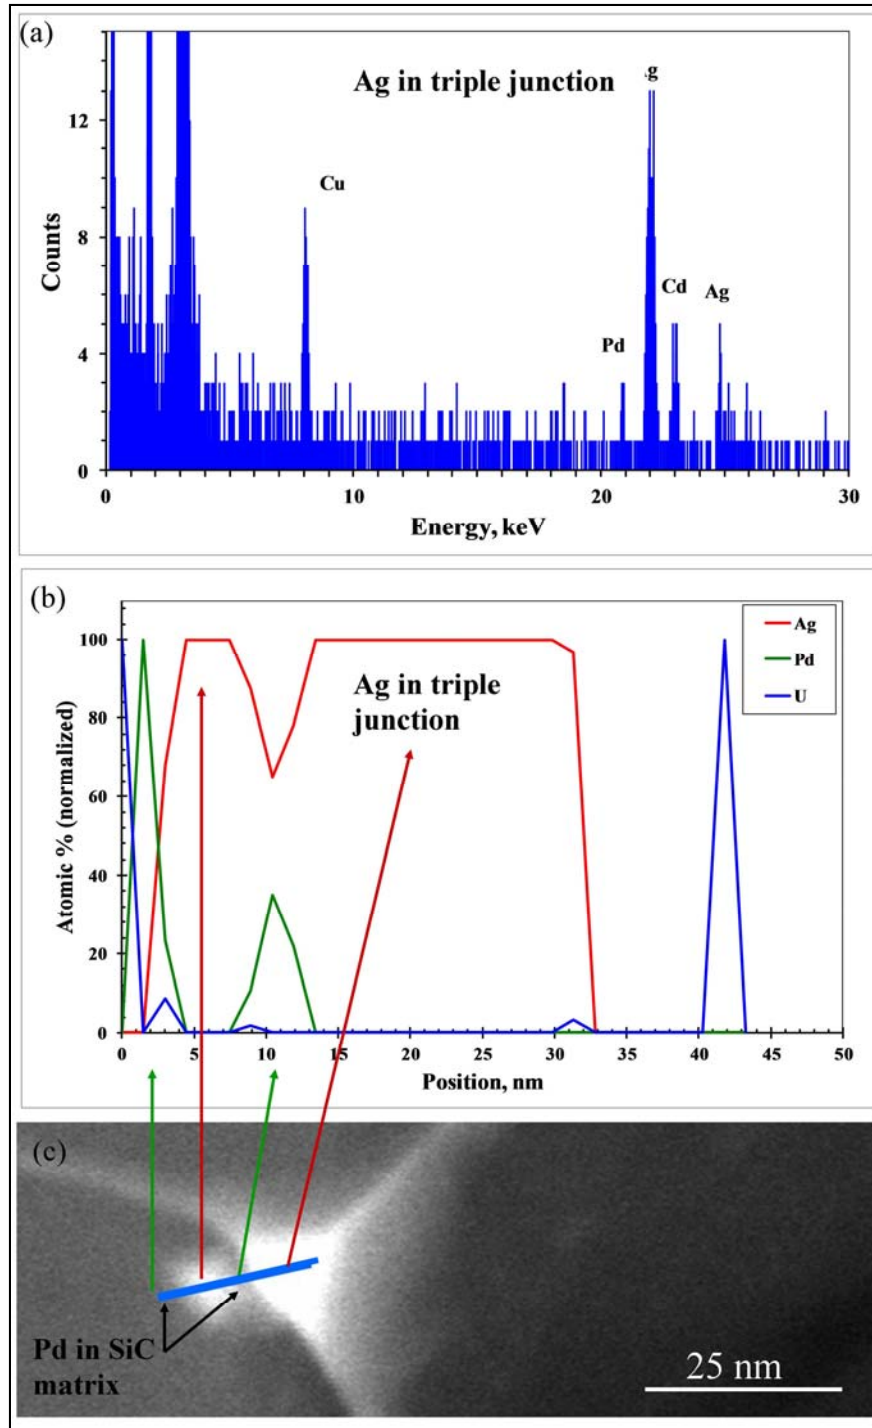 (a)
Ag in triple junction
Cu
Pd
Cd
Ag
Counts
12
8
4
0
0
10
20
30
Energy, keV
(b)
Ag
Pd
U
Ag in triple
junction
Atomic % (normalized)
100
80
60
40
20
0
0 5 10 15 20 25 30 35 40 45 50
Position, nm
(c)
Pd in SiC
matrix
25 nm